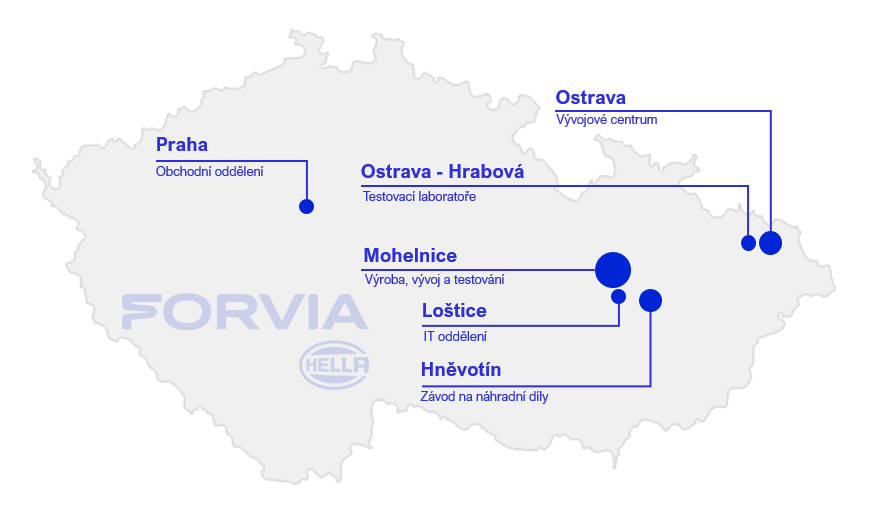 Ostrava
Vývojové centrum
Praha
Obchodní oddělení
Ostrava - Hrabová
Testovací laboratoře
Mohelnice
Výroba, vývoj a testování
FORVIA
Loštice
IT oddělení
HELLA
Hněvotín
Závod na náhradní díly